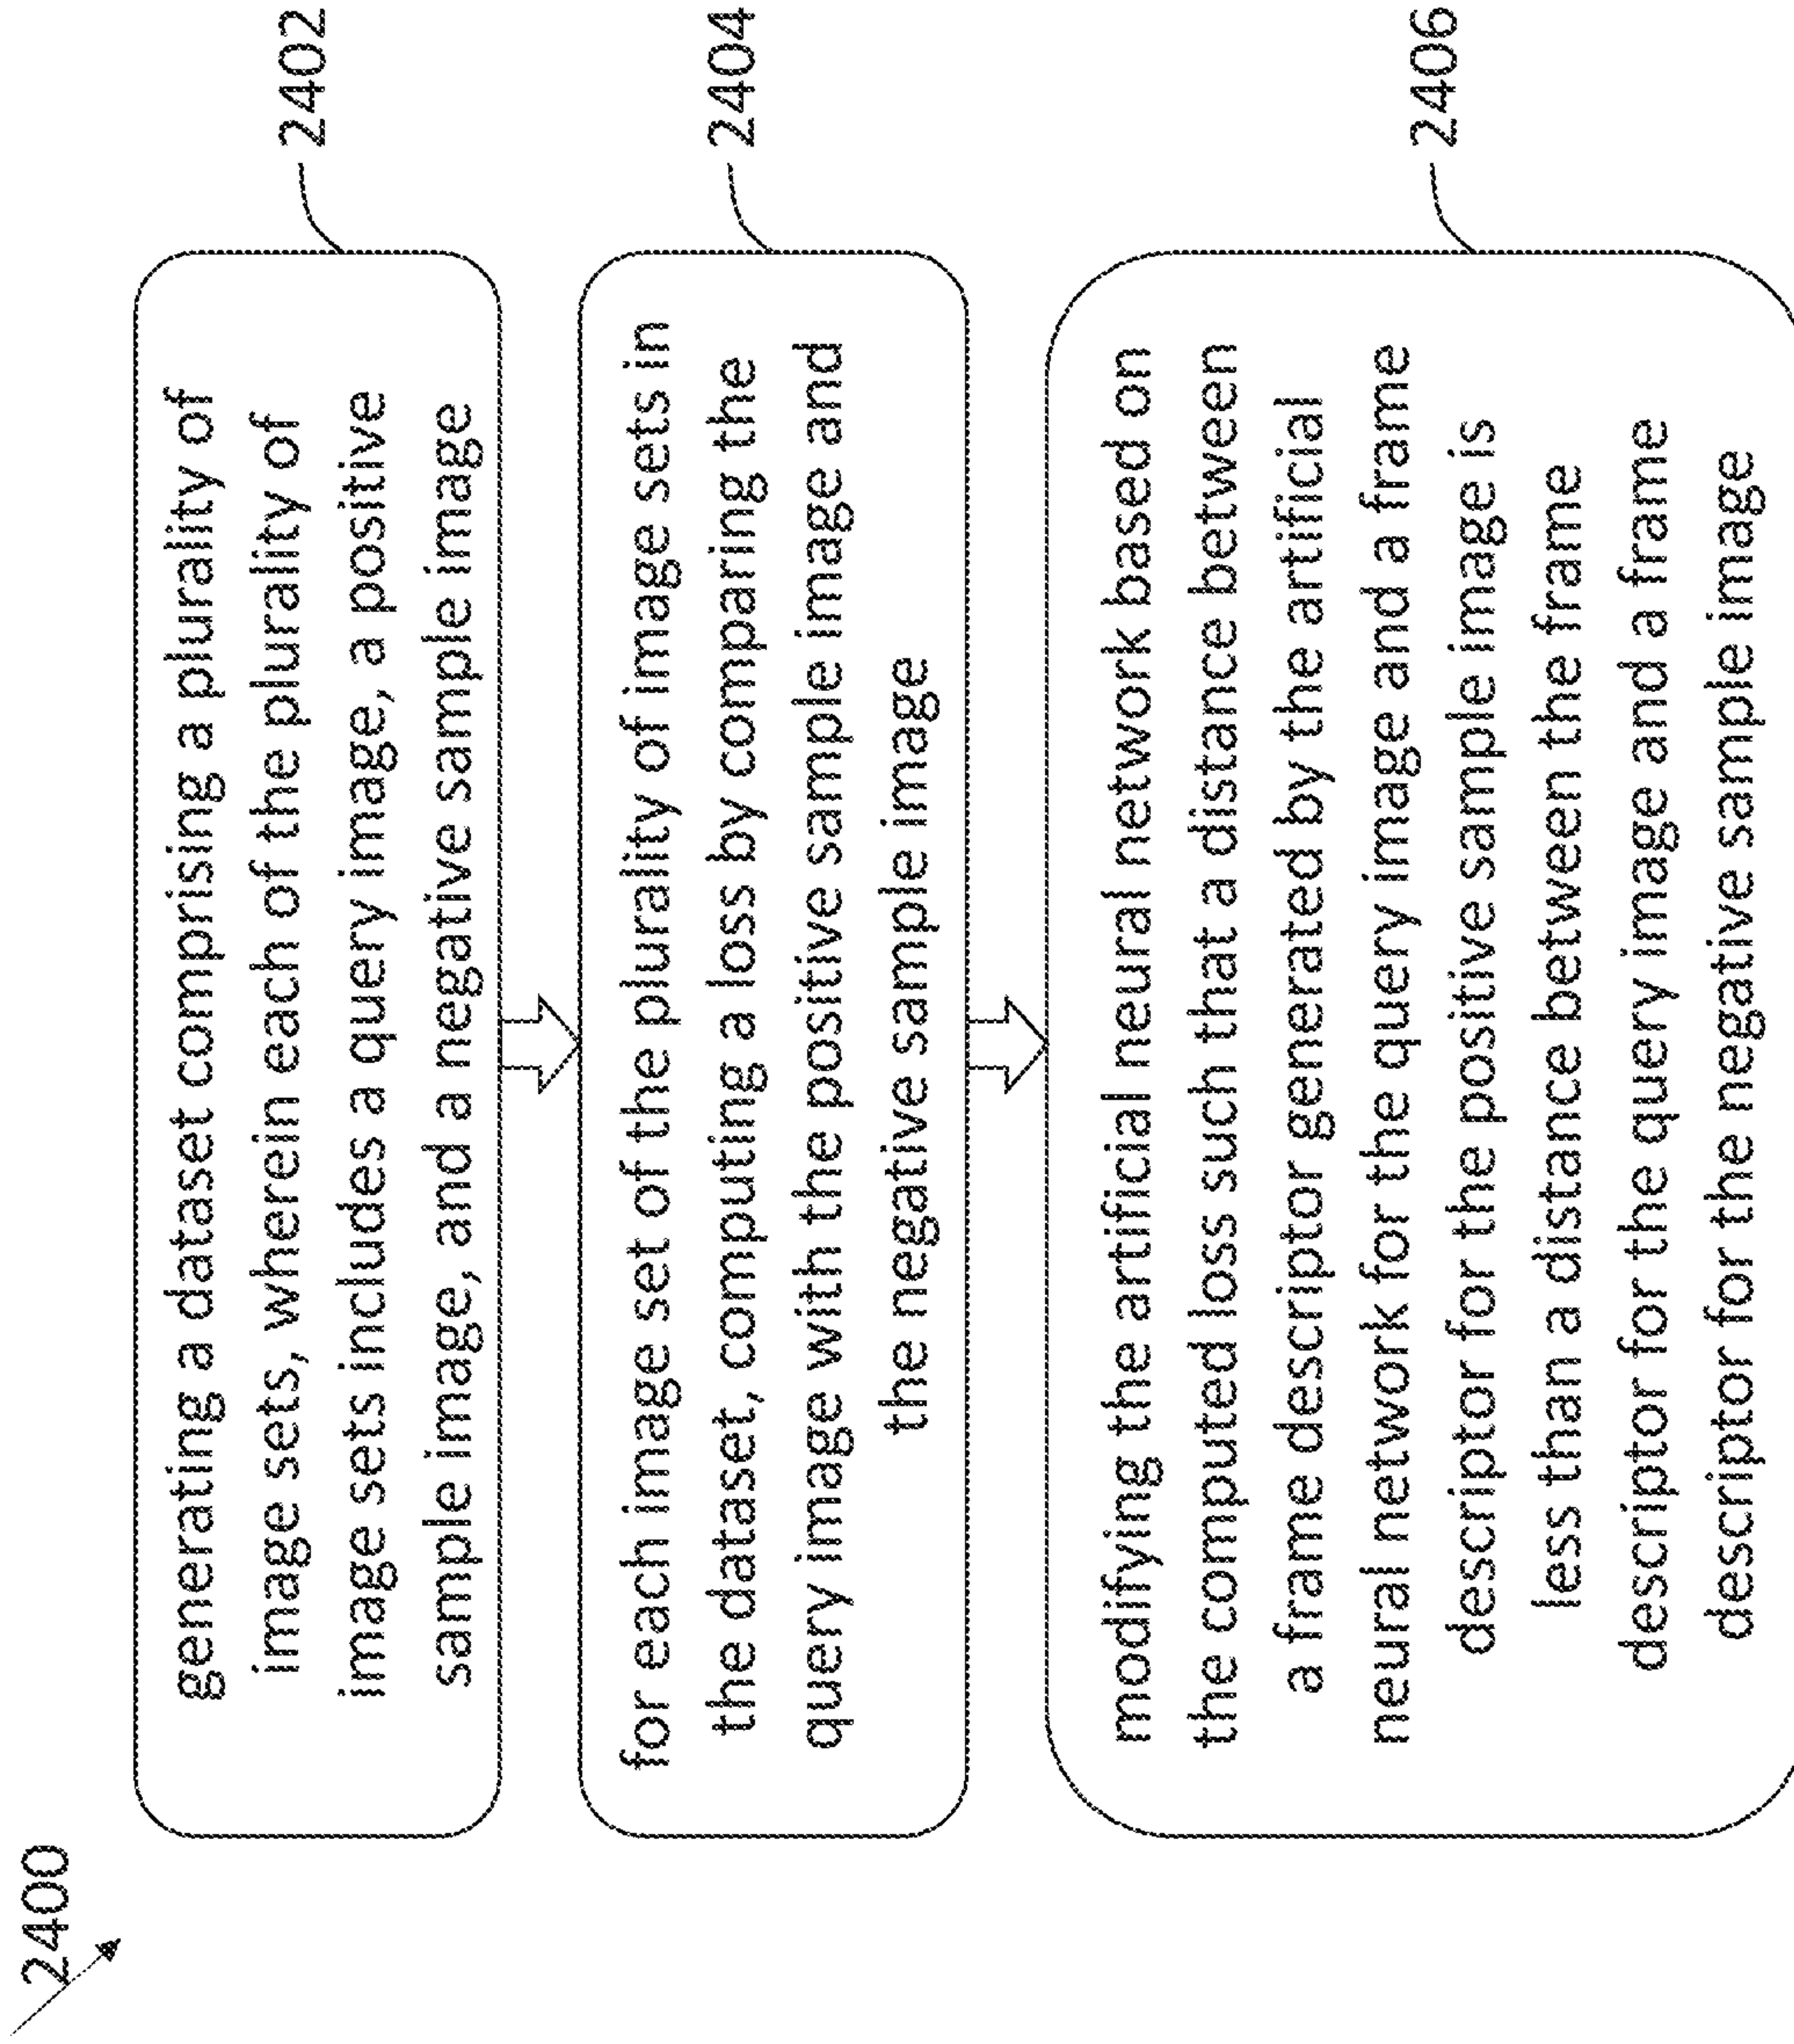 2400
generating a dataset comprising a plurality of
image sets, wherein each of the plurality of
image sets includes a query image, a positive
sample image, and a negative sample image
2402
for each image set of the plurality of image sets in
the dataset, computing a loss by comparing the
query image with the positive sample image and
the negative sample image
2404
modifying the artificial neural network based on
the computed loss such that a distance between
a frame descriptor generated by the artificial
neural network for the query image and a frame
descriptor for the positive sample image is
less than a distance between the frame
descriptor for the query image and a frame
descriptor for the negative sample image
2406